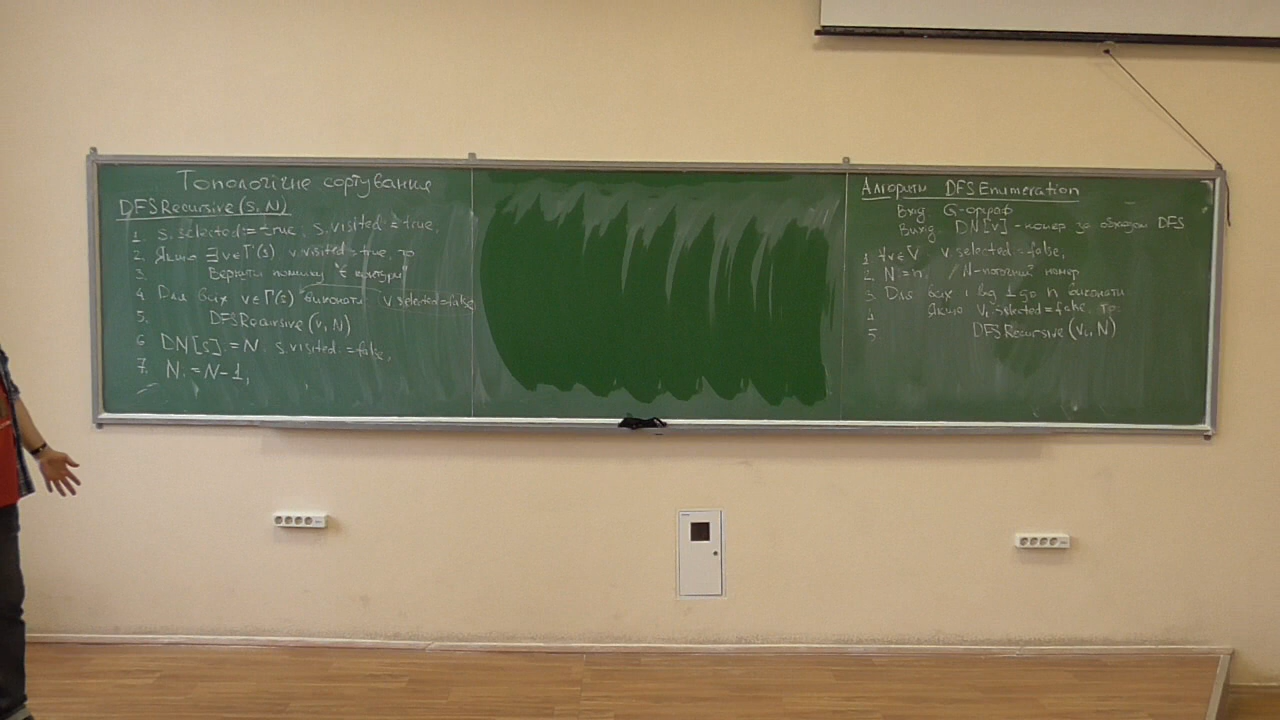 Топологічне сортування
DFSRecursive(S, N)
1. S.selected:=true, S.visited:=true,
2. Якщо ∃v∈Γ(S) v.visited=true, то
3. Вернути помилку "Є контури"
4 Для всіх v∈Γ(s) виконати v.selected=false
5. DFSRecursive(v, N)
6 DN[s]:=N, s.visited:=false,
7. N:=N-1,
Алгоритм DFSEnumeration
Вхід. G-орграф
Вихід. DN[v]-номер за обходом DFS
1 ∀v∈V v.selected=false,
2. N:=n, //N-поточний номер
3. Для всіх i від 1 до n виконати
4 Якщо vi.selected=false, то
5 DFSRecursive(vi, N)